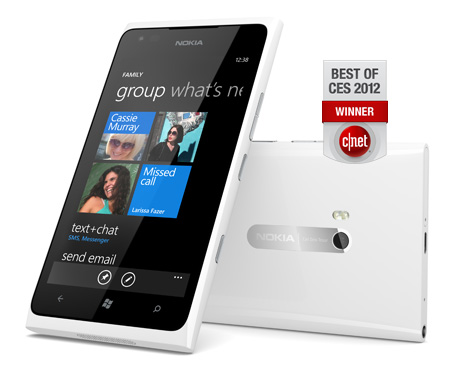 NOKIA
12:38
FAMILY
group what's ne
Cassie
Murray
Missed
call
Larissa Fazer
text+chat
SMS, Messenger
send email
BEST OF
CES 2012
WINNER
c|net
NOKIA